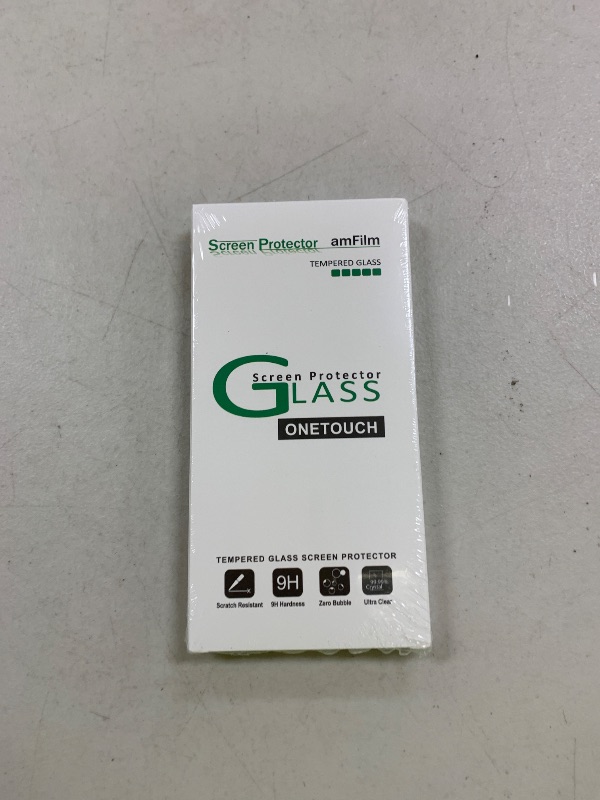 Screen Protector amFilm
TEMPERED GLASS
Screen Protector
GLASS
ONETOUCH
TEMPERED GLASS SCREEN PROTECTOR
9H
Crystal
Scratch Resistant 9H Hardness Zero Bubble Ultra Clear